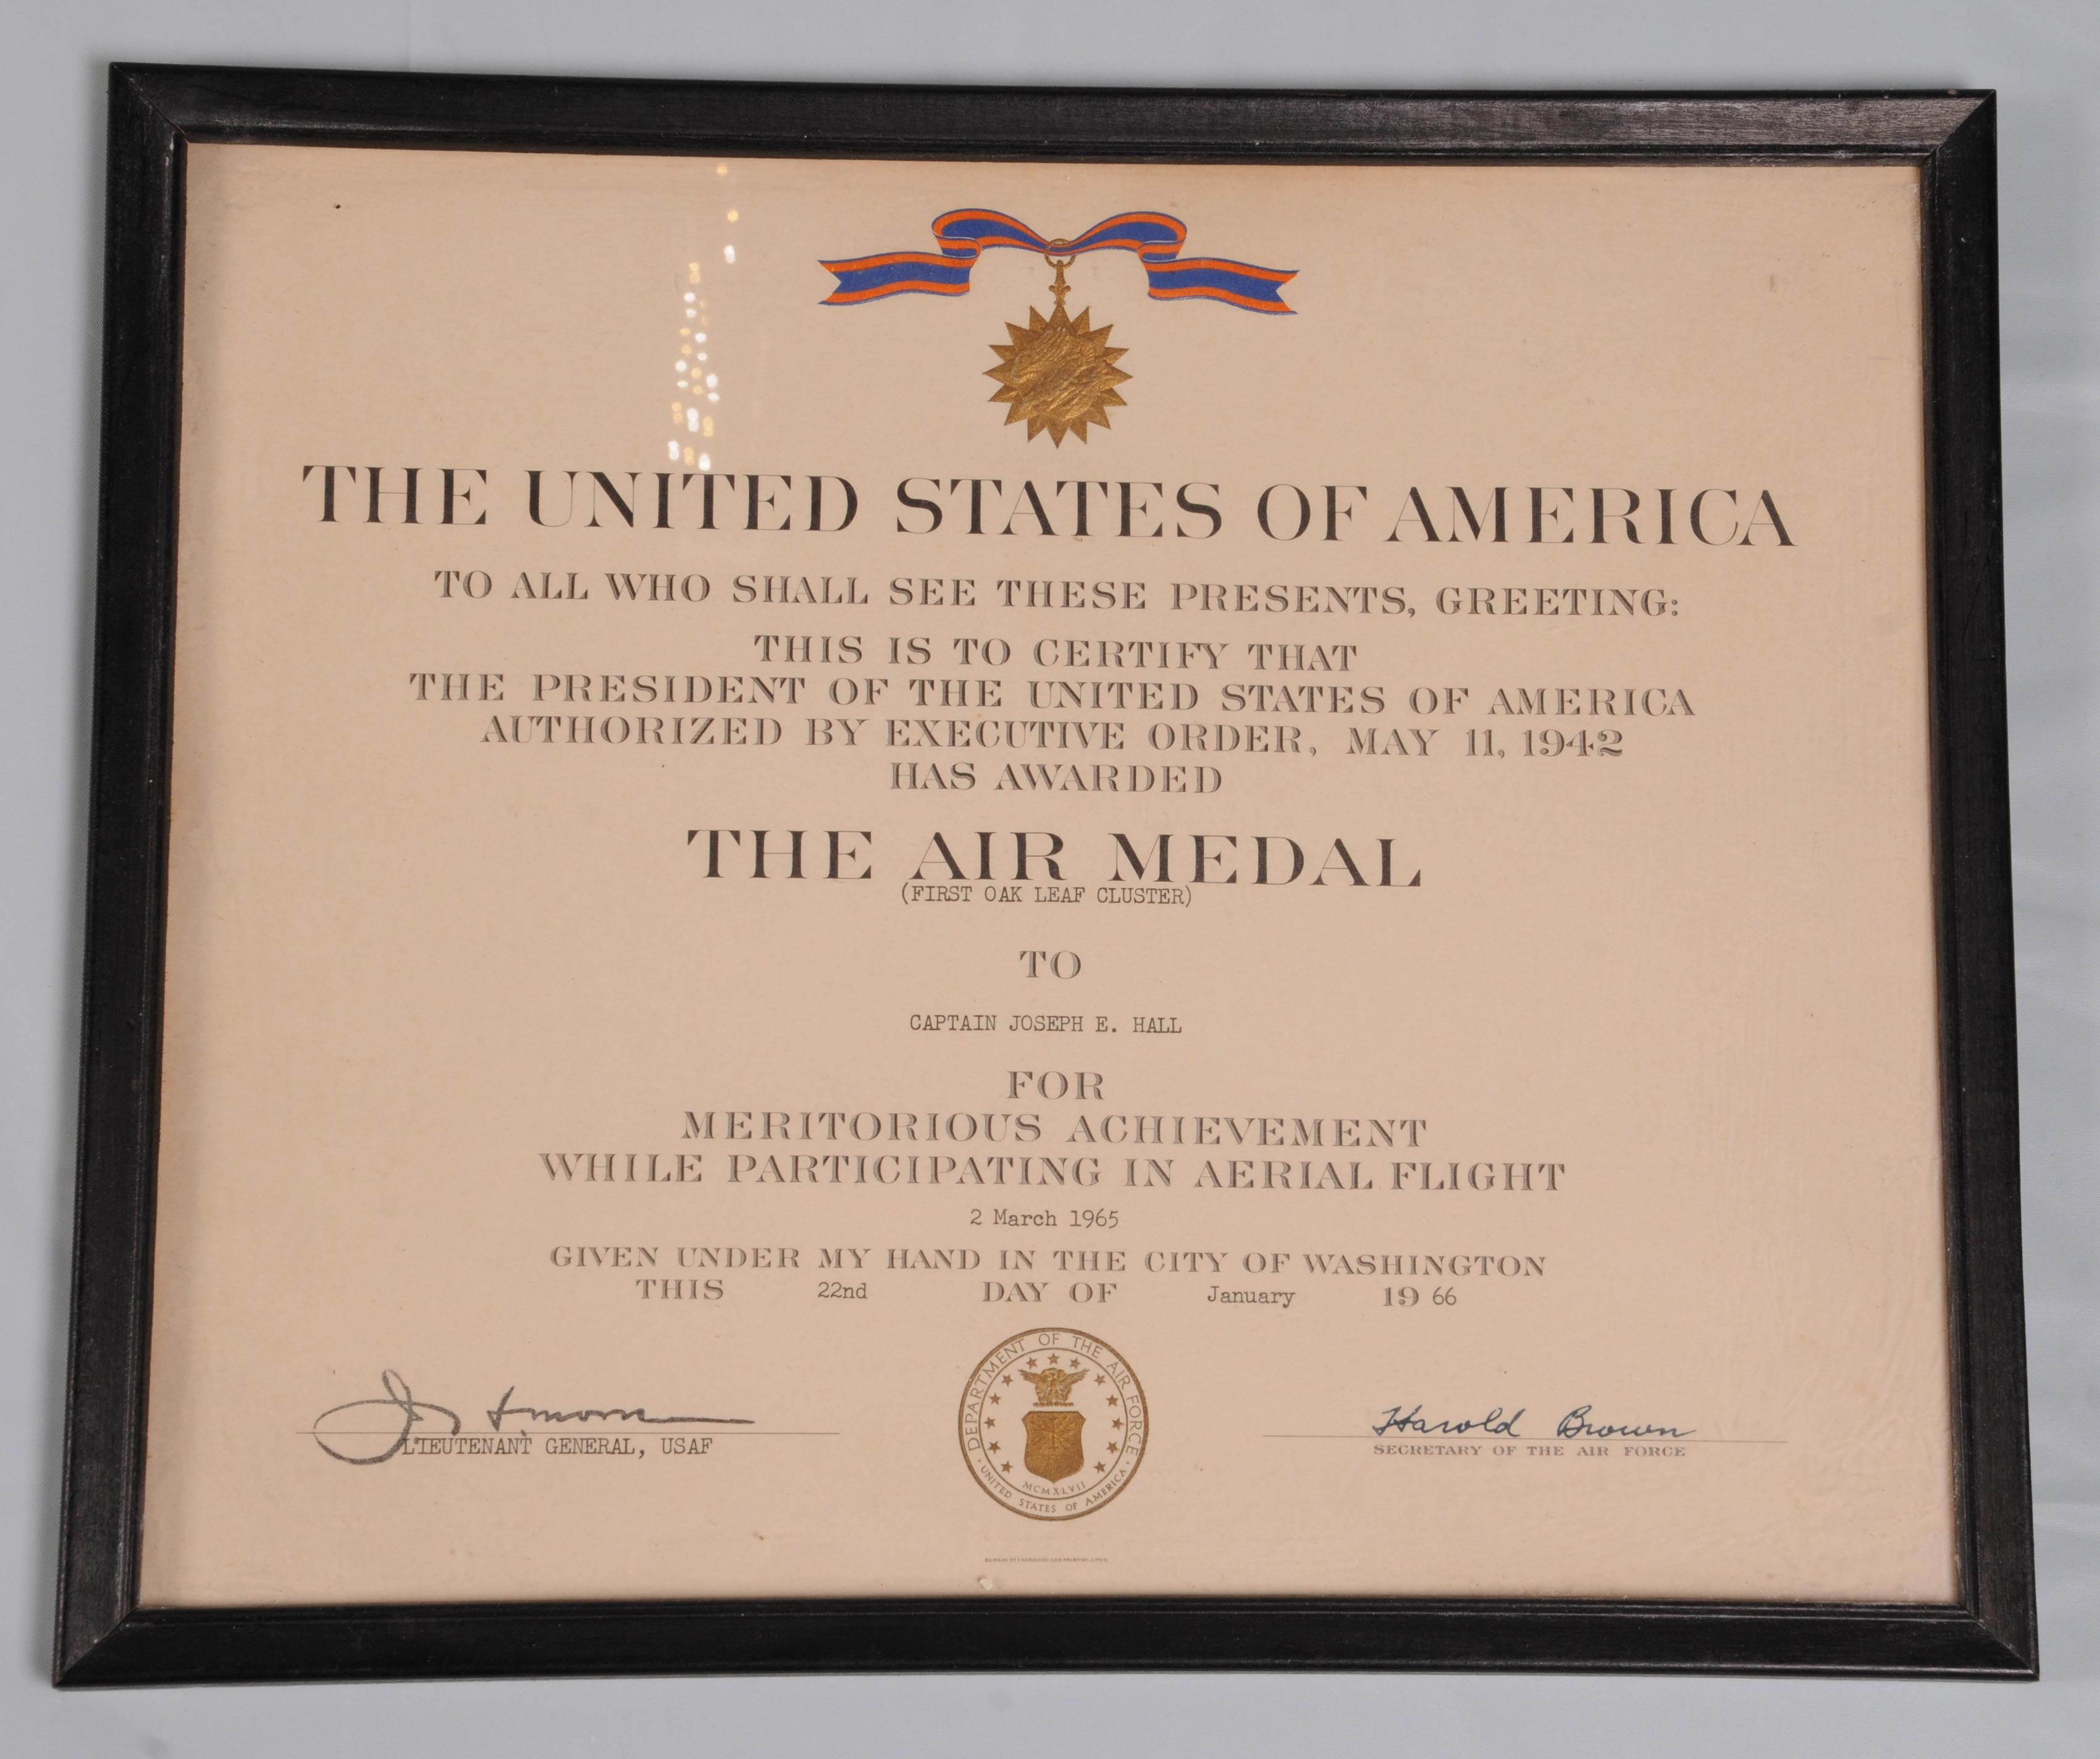 THE UNITED STATES OF AMERICA
TO ALL WHO SHALL SEE THESE PRESENTS, GREETING:
THIS IS TO CERTIFY THAT
THE PRESIDENT OF THE UNITED STATES OF AMERICA
AUTHORIZED BY EXECUTIVE ORDER, MAY 11, 1942
HAS AWARDED
THE AIR MEDAL
(FIRST OAK LEAF CLUSTER)
TO
CAPTAIN JOSEPH E. HALL
FOR
MERITORIOUS ACHIEVEMENT
WHILE PARTICIPATING IN AERIAL FLIGHT
2 March 1965
GIVEN UNDER MY HAND IN THE CITY OF WASHINGTON
THIS 22nd DAY OF January 19 66
LIEUTENANT GENERAL, USAF
DEPARTMENT OF THE AIR FORCE
MCMXLVII
UNITED STATES OF AMERICA
Harold Brown
SECRETARY OF THE AIR FORCE